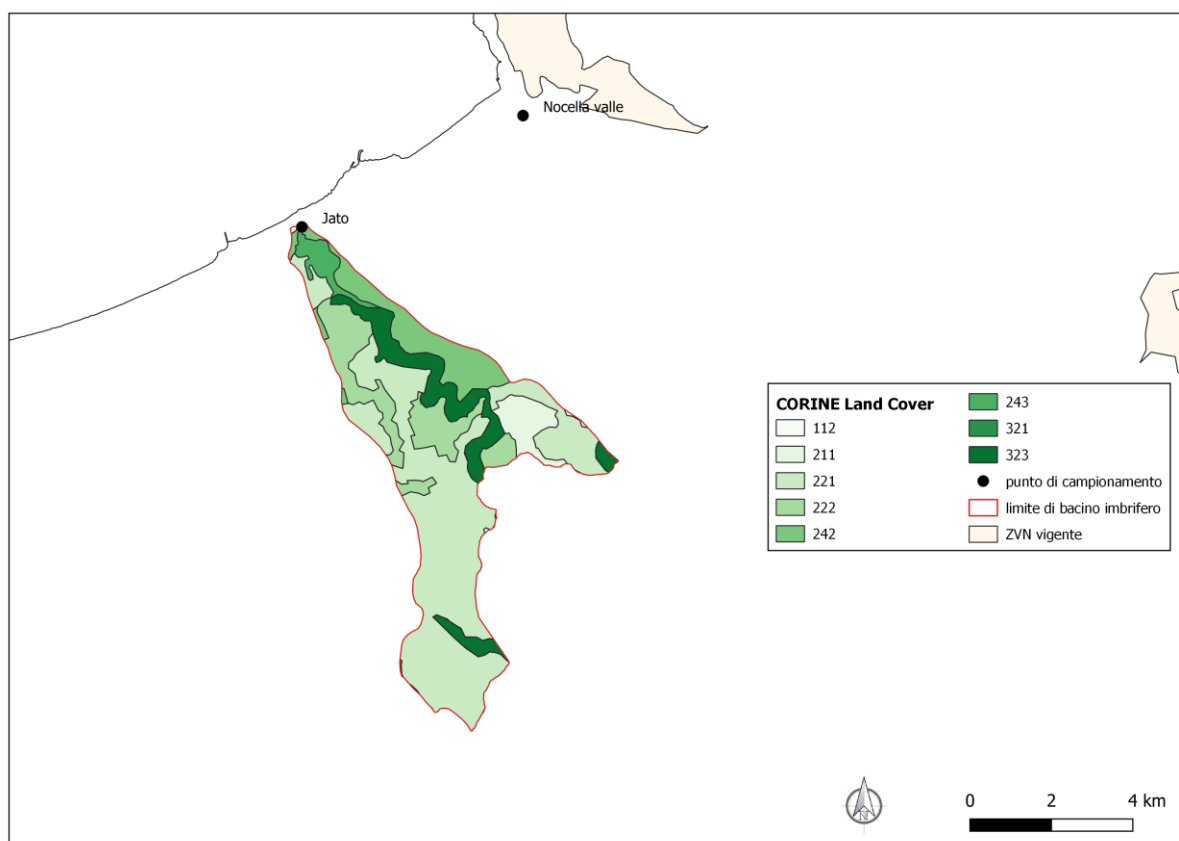 Nocella valle
Jato
CORINE Land Cover
112
211
221
222
242
243
321
323
punto di campionamento
limite di bacino imbrifero
ZVN vigente
N
0 2 4 km